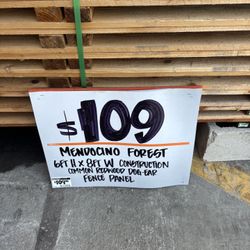 $109
MENDOCINO FOREST
6FT H x 8FT W CONSTRUCTION
COMMON REDWOOD DOG-EAR
FENCE PANEL